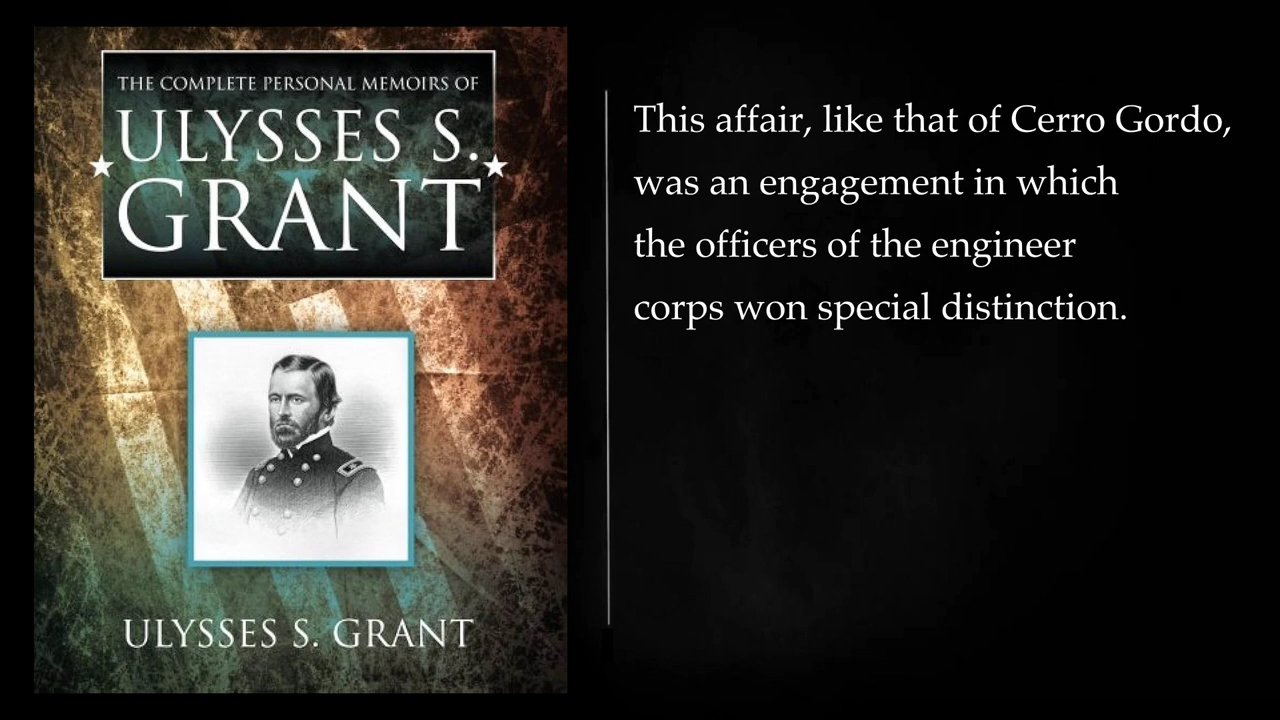 THE COMPLETE PERSONAL MEMOIRS OF
ULYSSES S.
GRANT
ULYSSES S. GRANT
This affair, like that of Cerro Gordo,
was an engagement in which
the officers of the engineer
corps won special distinction.